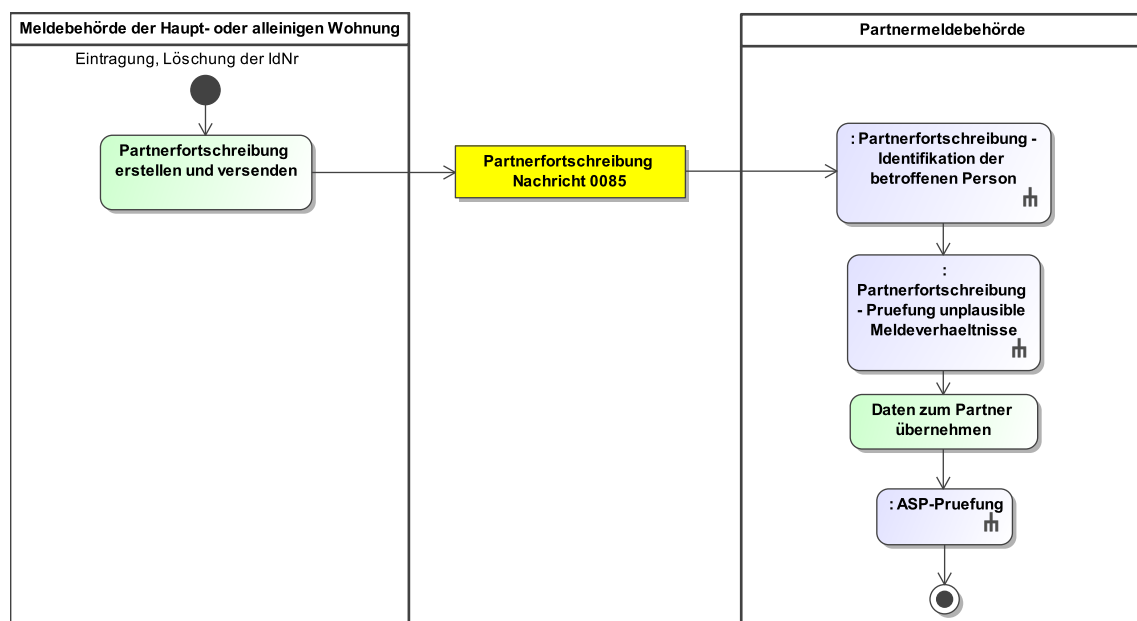 Meldebehörde der Haupt- oder alleinigen Wohnung
Eintragung, Löschung der IdNr
Partnerfortschreibung
erstellen und versenden
Partnerfortschreibung
Nachricht 0085
Partnermeldebehörde
: Partnerfortschreibung -
Identifikation der
betroffenen Person
:
Partnerfortschreibung
- Pruefung unplausible
Meldeverhaeltnisse
Daten zum Partner
übernehmen
: ASP-Pruefung